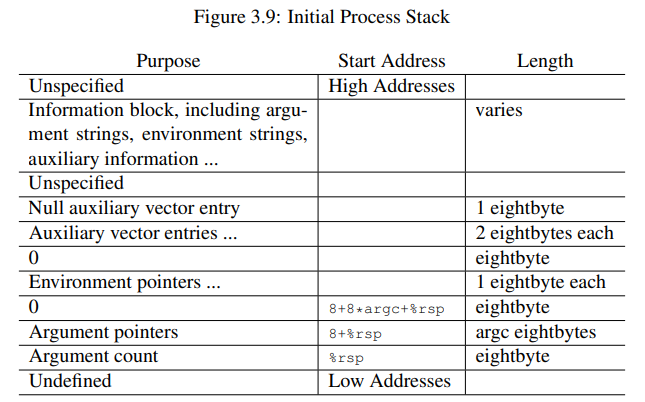 Figure 3.9: Initial Process Stack
Purpose Start Address Length
Unspecified High Addresses
Information block, including argu- varies
ment strings, environment strings,
auxiliary information ...
Unspecified
Null auxiliary vector entry 1 eightbyte
Auxiliary vector entries ... 2 eightbytes each
0 eightbyte
Environment pointers ... 1 eightbyte each
0 8+8*argc+%rsp eightbyte
Argument pointers 8+%rsp argc eightbytes
Argument count %rsp eightbyte
Undefined Low Addresses